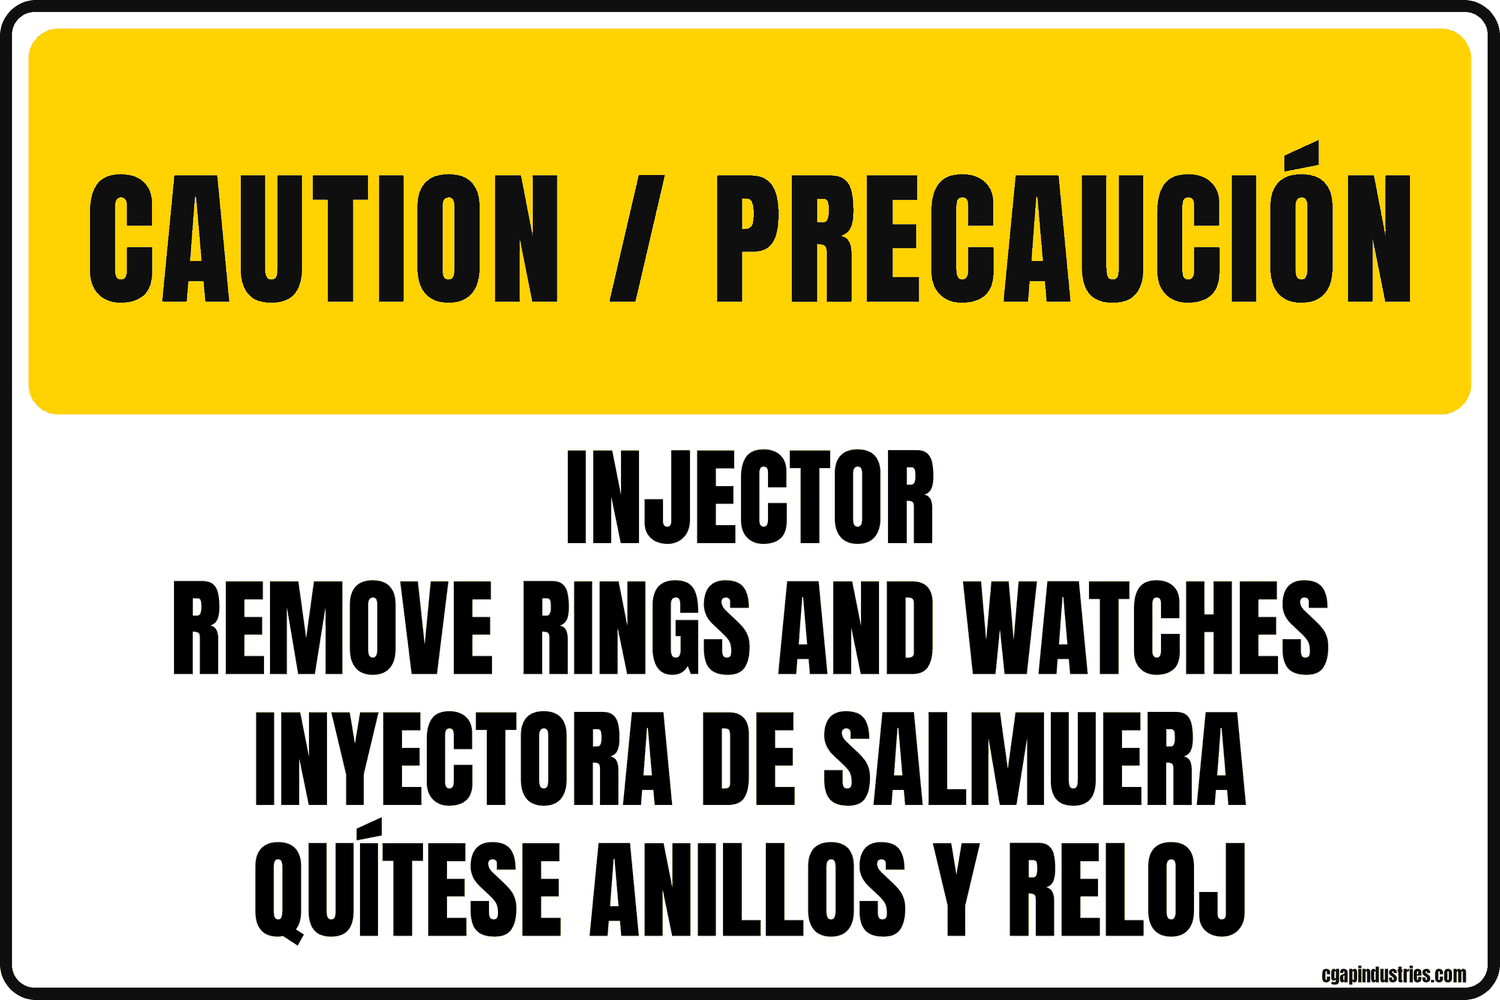 CAUTION / PRECAUCIÓN
INJECTOR
REMOVE RINGS AND WATCHES
INYECTORA DE SALMUERA
QUÍTESE ANILLOS Y RELOJ
cgapindustries.com